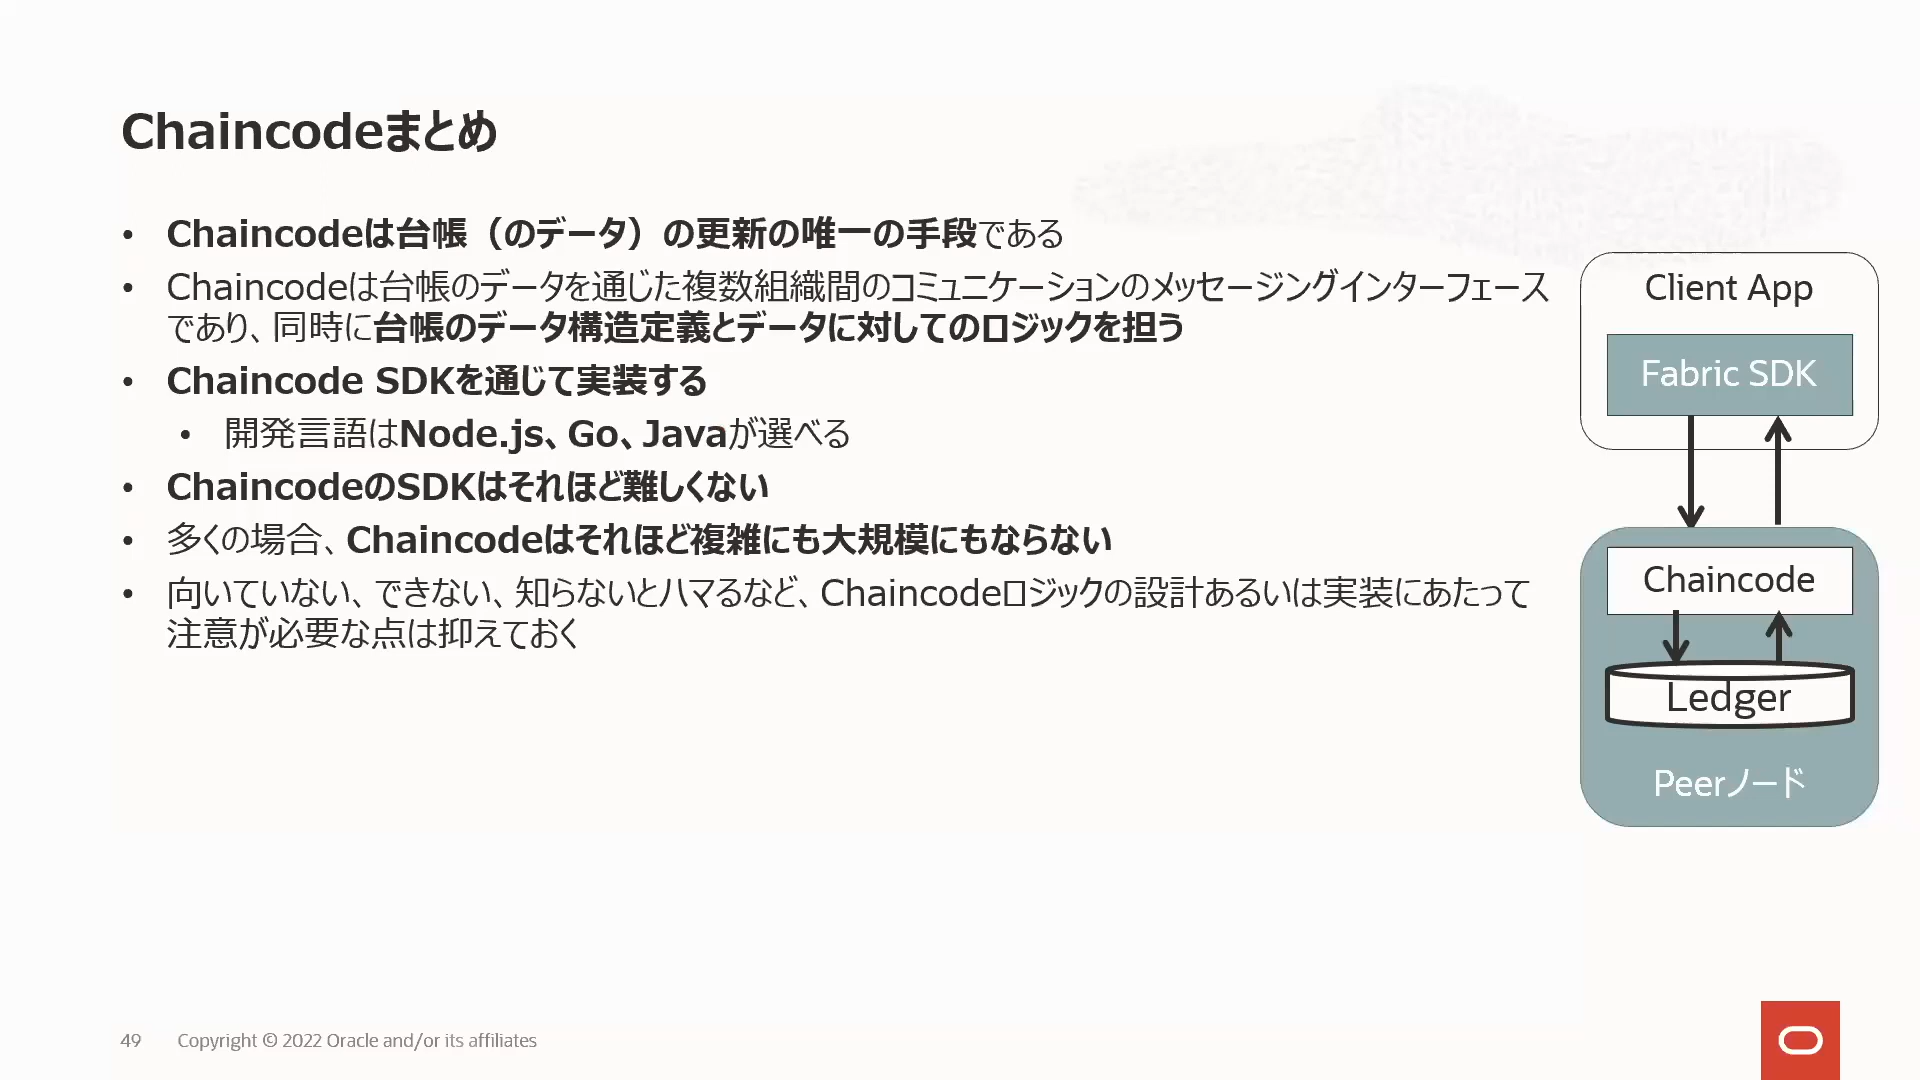 Chaincodeまとめ
• Chaincodeは台帳（のデータ）の更新の唯一の手段である
• Chaincodeは台帳のデータを通じた複数組織間のコミュニケーションのメッセージングインターフェース
であり、同時に台帳のデータ構造定義とデータに対してのロジックを担う
• Chaincode SDKを通じて実装する
• 開発言語はNode.js、Go、Javaが選べる
• ChaincodeのSDKはそれほど難しくない
• 多くの場合、Chaincodeはそれほど複雑にも大規模にもならない
• 向いていない、できない、知らないとハマるなど、Chaincodeロジックの設計あるいは実装にあたって
注意が必要な点は抑えておく
Client App
Fabric SDK
Chaincode
Ledger
Peerノード
49 Copyright © 2022 Oracle and/or its affiliates